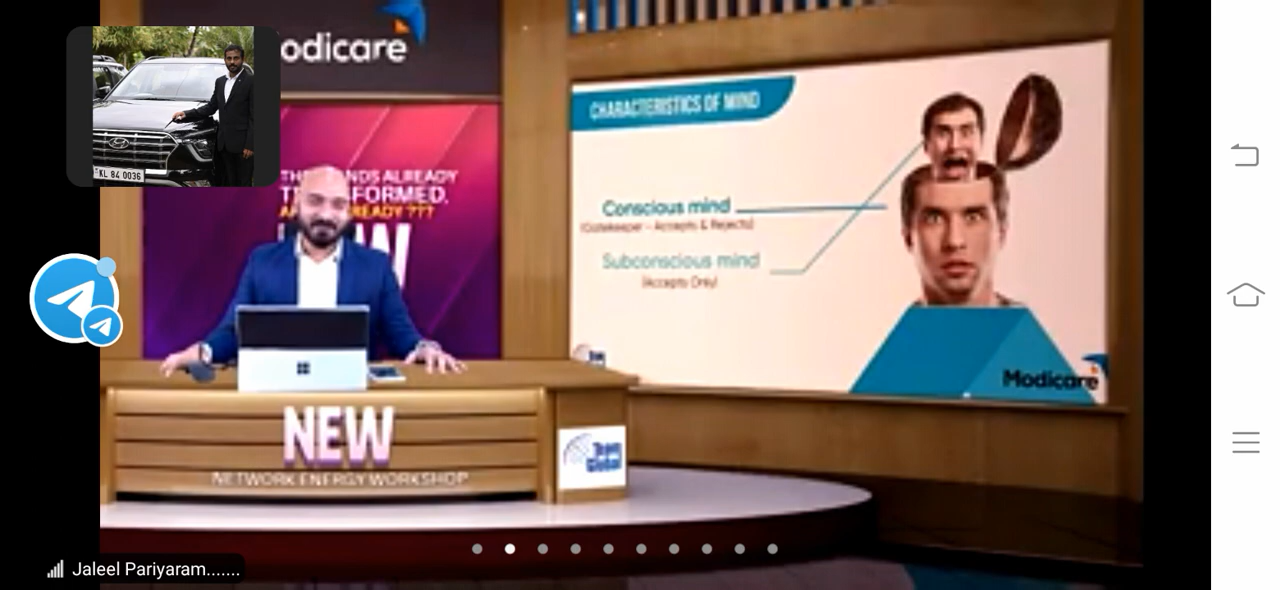 odicare
KL 84 0036
CHARACTERISTICS OF MIND
NDS ALREADY
FORMED.
READY ???
Conscious mind
(Gatekeeper - Accepts & Rejects)
Subconscious mind
(Accepts Only)
Modicare
NEW
NETWORK ENERGY WORKSHOP
Team
Global
Jaleel Pariyaram.......